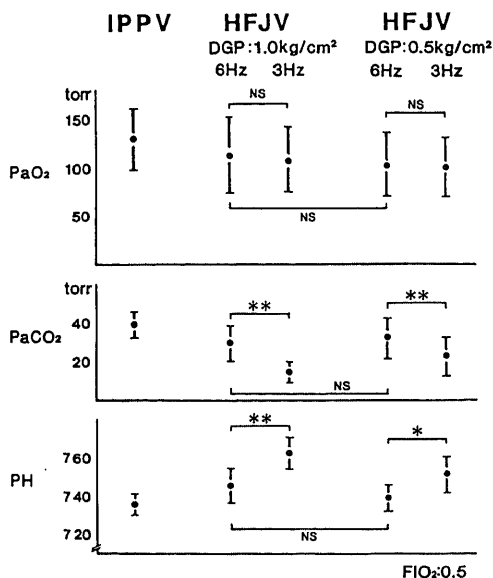 IPPV HFJV HFJV
DGP:1.0kg/cm² DGP:0.5kg/cm²
6Hz 3Hz 6Hz 3Hz
torr
NS NS
150
PaO₂ 100
50
NS
torr
** **
40
PaCO₂
20
NS
** *
760
PH 740
720
NS
FIO₂:0.5